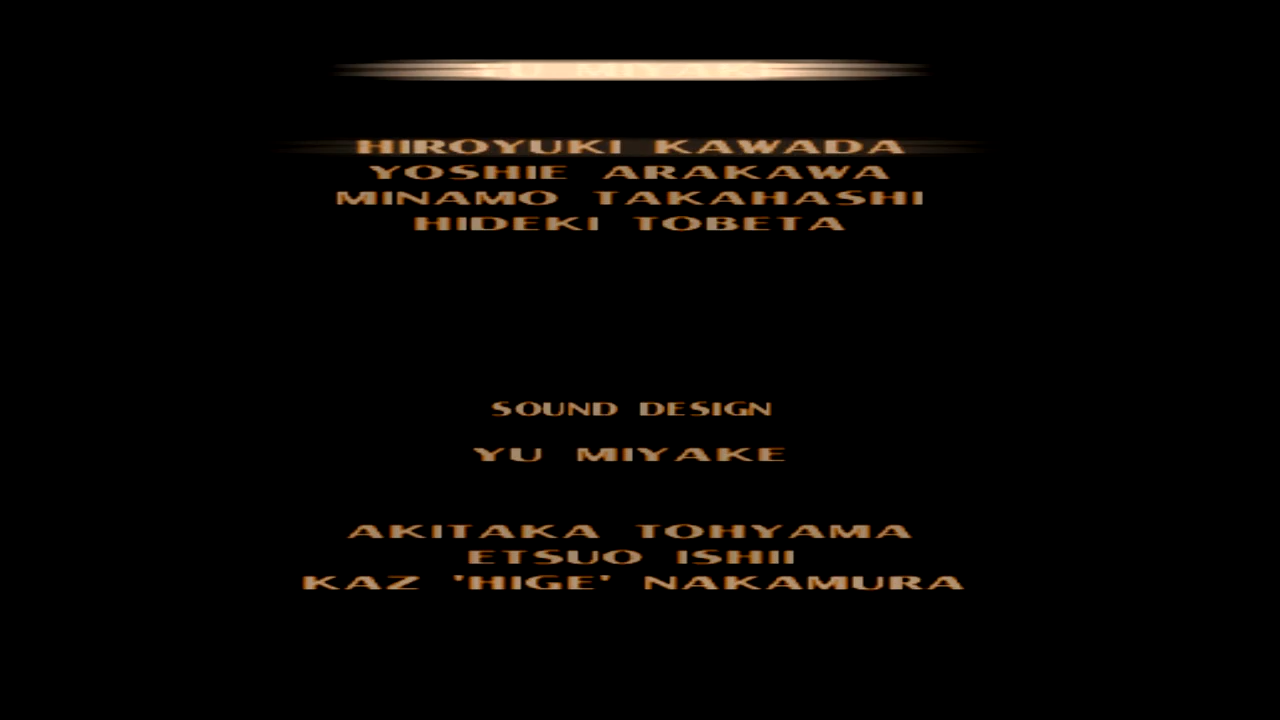 HIROYUKI KAWADA
YOSHIE ARAKAWA
MINAMO TAKAHASHI
HIDEKI TOBETA
SOUND DESIGN
YU MIYAKE
AKITAKA TOHYAMA
ETSUO ISHII
KAZ 'HIGE' NAKAMURA